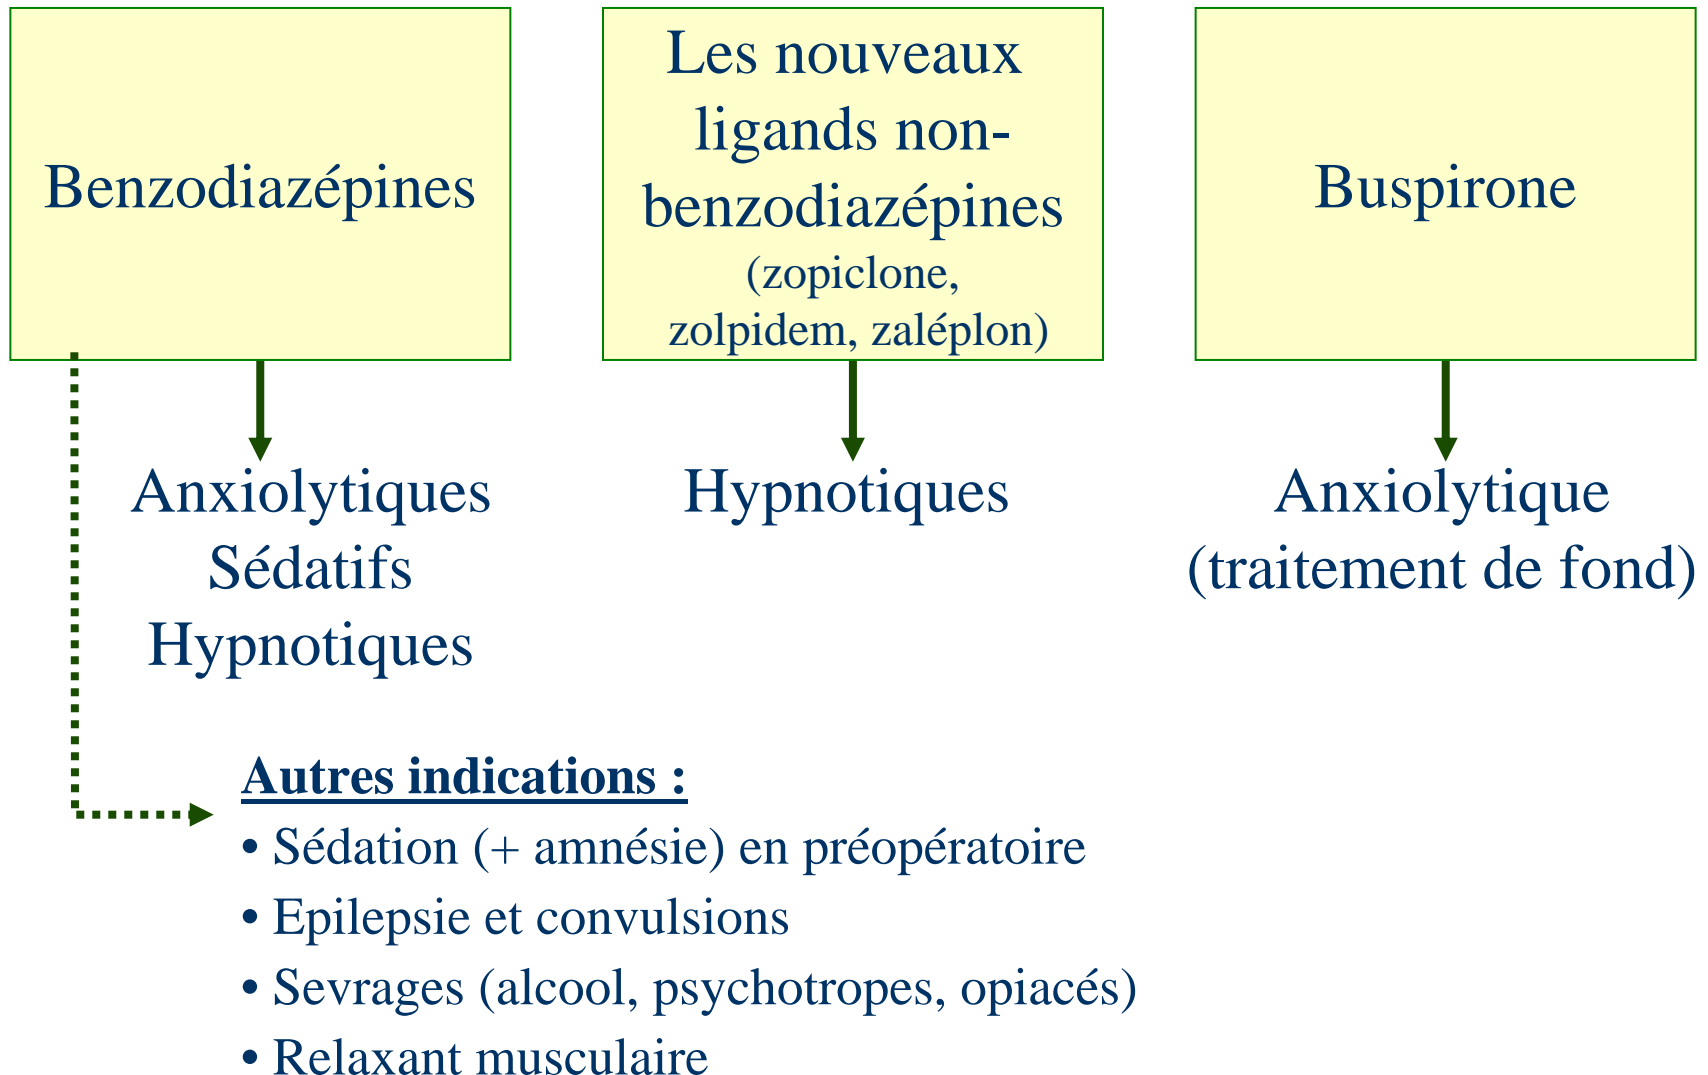 Benzodiazépines
Les nouveaux
ligands non-
benzodiazépines
(zopiclone,
zolpidem, zaléplon)
Buspirone
Anxiolytiques
Sédatifs
Hypnotiques
Hypnotiques
Anxiolytique
(traitement de fond)
Autres indications :
• Sédation (+ amnésie) en préopératoire
• Epilepsie et convulsions
• Sevrages (alcool, psychotropes, opiacés)
• Relaxant musculaire